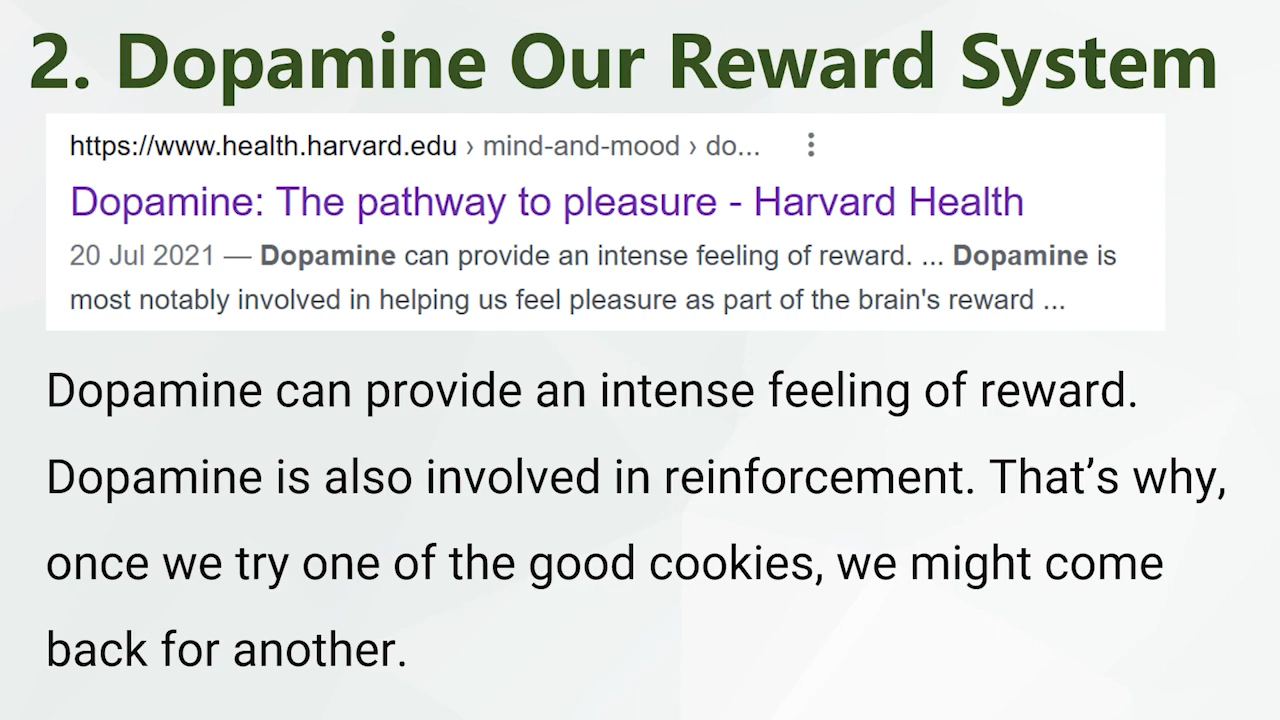 2. Dopamine Our Reward System
https://www.health.harvard.edu › mind-and-mood › do...
Dopamine: The pathway to pleasure - Harvard Health
20 Jul 2021 — Dopamine can provide an intense feeling of reward. ... Dopamine is
most notably involved in helping us feel pleasure as part of the brain's reward ...
Dopamine can provide an intense feeling of reward.
Dopamine is also involved in reinforcement. That’s why,
once we try one of the good cookies, we might come
back for another.